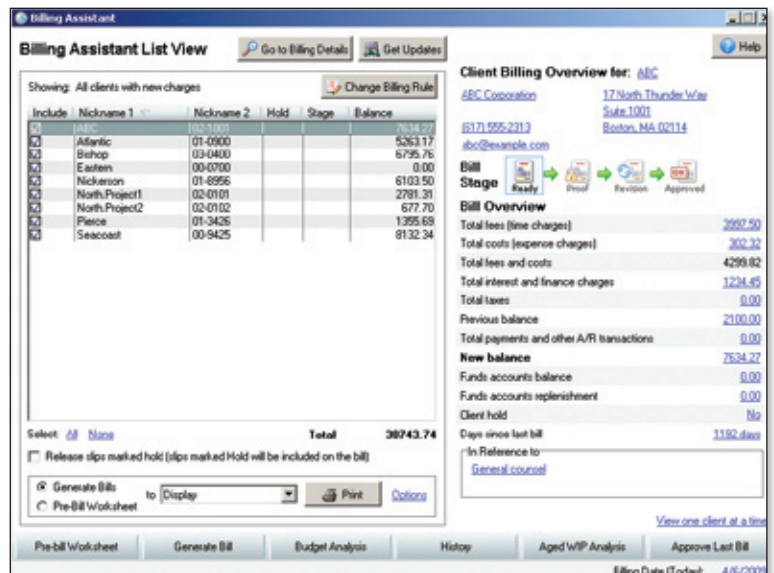 Billing Assistant
Billing Assistant List View
Go to Billing Details
Get Updates
Help
Showing: All clients with new charges
Change Billing Rule
Include Nickname 1 Nickname 2 Hold Stage Balance
ABC 02-1001 7634.27
Atlantic 01-0900 5263.17
Bishop 03-0400 6795.76
Eastern 00-0700 0.00
Nickerson 01-8956 6103.50
North.Project1 02-0101 2781.31
North.Project2 02-0102 677.70
Pierce 01-3426 1355.69
Seacoast 00-9425 8132.34
Select: All None Total 38743.74
Release slips marked hold (slips marked Hold will be included on the bill)
Generate Bills
Pre-Bill Worksheet
to Display
Print
Options
Client Billing Overview for: ABC
ABC Corporation 17 North Thunder Way
Suite 1001
(617) 555-2313 Boston, MA 02114
abc@example.com
Bill Stage
Ready Proof Revision Approved
Bill Overview
Total fees (time charges) 3997.50
Total costs (expense charges) 302.32
Total fees and costs 4299.82
Total interest and finance charges 1234.45
Total taxes 0.00
Previous balance 2100.00
Total payments and other A/R transactions 0.00
New balance 7634.27
Funds accounts balance 0.00
Funds accounts replenishment 0.00
Client hold No
Days since last bill 1192 days
In Reference to
General counsel
View one client at a time
Pre-bill Worksheet Generate Bill Budget Analysis History Aged WIP Analysis Approve Last Bill
Billing Date (Today): 4/6/2009